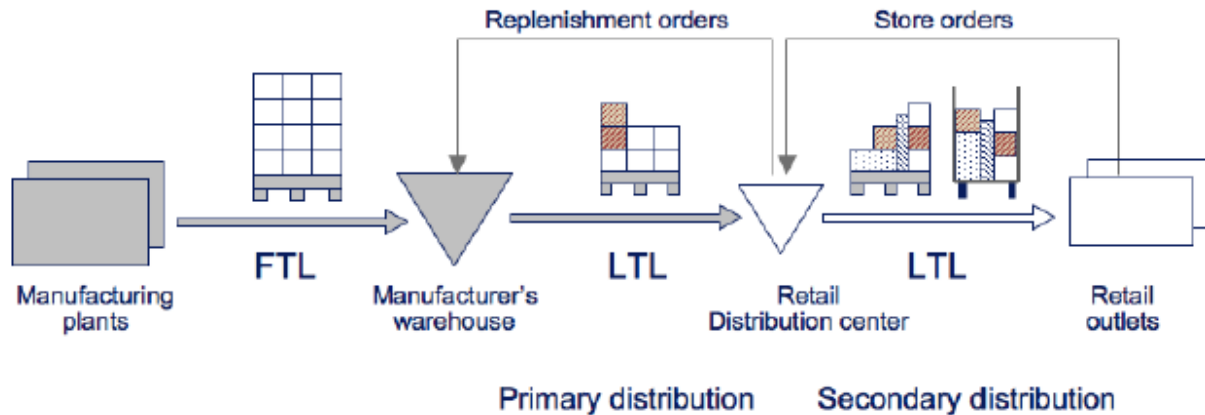 Replenishment orders
Store orders
FTL
LTL
LTL
Manufacturing
plants
Manufacturer's
warehouse
Retail
Distribution center
Retail
outlets
Primary distribution
Secondary distribution